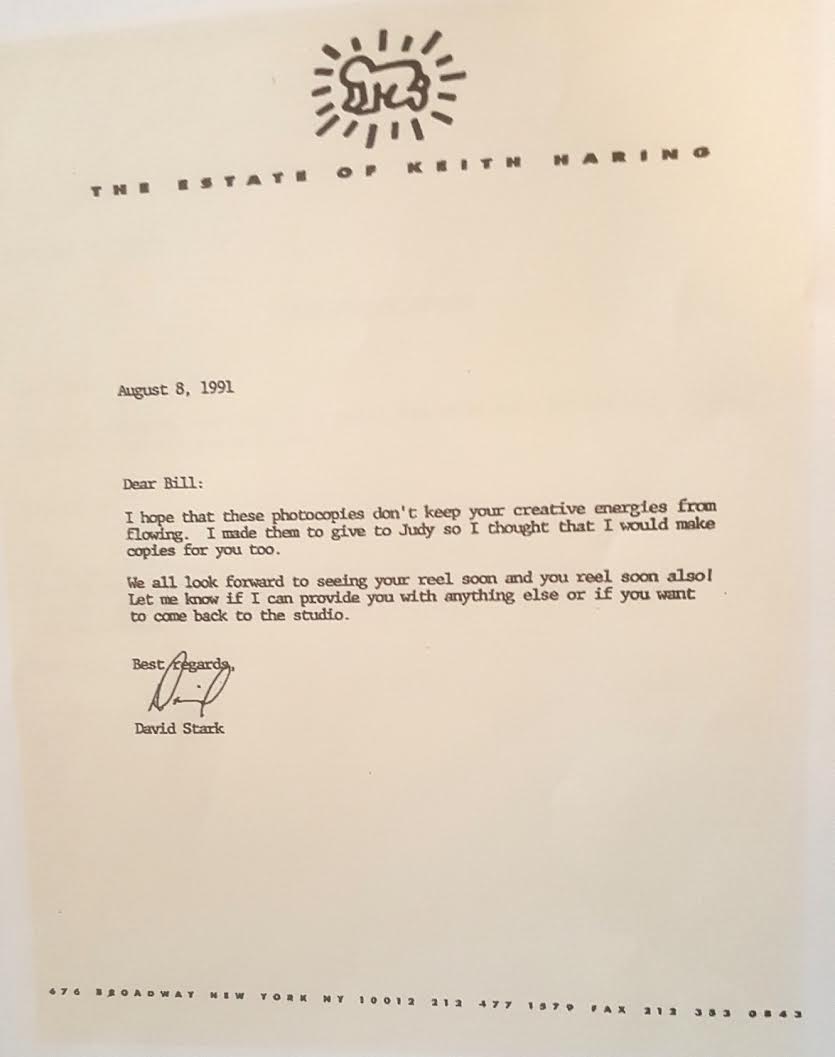 THE ESTATE OF KEITH HARING
August 8, 1991
Dear Bill:
I hope that these photocopies don't keep your creative energies from
flowing.  I made them to give to Judy so I thought that I would make
copies for you too.
We all look forward to seeing your reel soon and you reel soon also!
Let me know if I can provide you with anything else or if you want
to come back to the studio.
Best regards,
David
David Stark
676 BROADWAY NEW YORK NY 10012 212 477 1579 FAX 212 353 0843